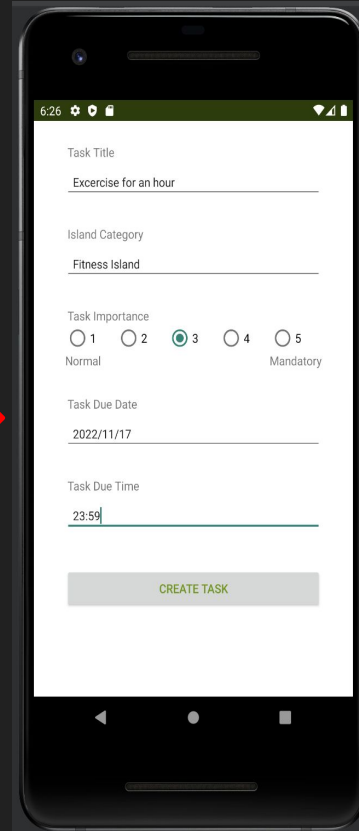 6:26
Task Title
Excercise for an hour
Island Category
Fitness Island
Task Importance
1 2 3 4 5
Normal Mandatory
Task Due Date
2022/11/17
Task Due Time
23:59
CREATE TASK